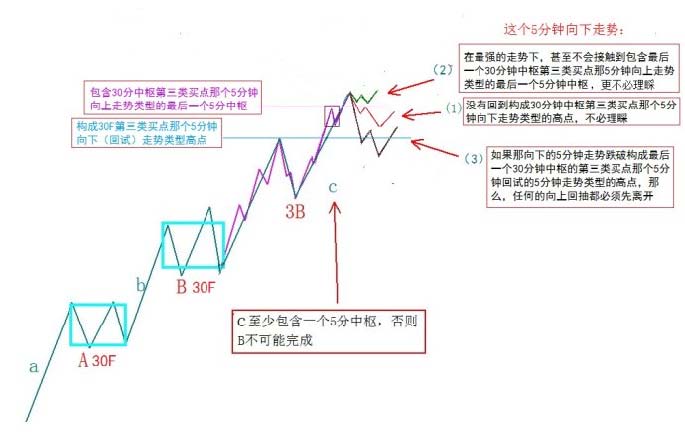 这个5分钟向下走势：
在最强的走势下，甚至不会接触到包含最后
一个30分钟中枢第三类买点那5分钟向上走势
类型的最后一个5分钟中枢，更不必理睬
（2）
包含30分中枢第三类买点那个5分钟
向上走势类型的最后一个5分中枢
（1）
没有回到构成30分钟中枢第三类买点那个5分
钟向下走势类型的高点，不必理睬
构成30F第三类买点那个5分钟
向下（回试）走势类型高点
（3）
如果那向下的5分钟走势跌破构成最后
一个30分钟中枢的第三类买点那个5分
钟回试的5分钟走势类型的高点，那
么，任何的向上回抽都必须先离开
c
3B
b
B 30F
C 至少包含一个5分中枢，否则
B不可能完成
a
A 30F